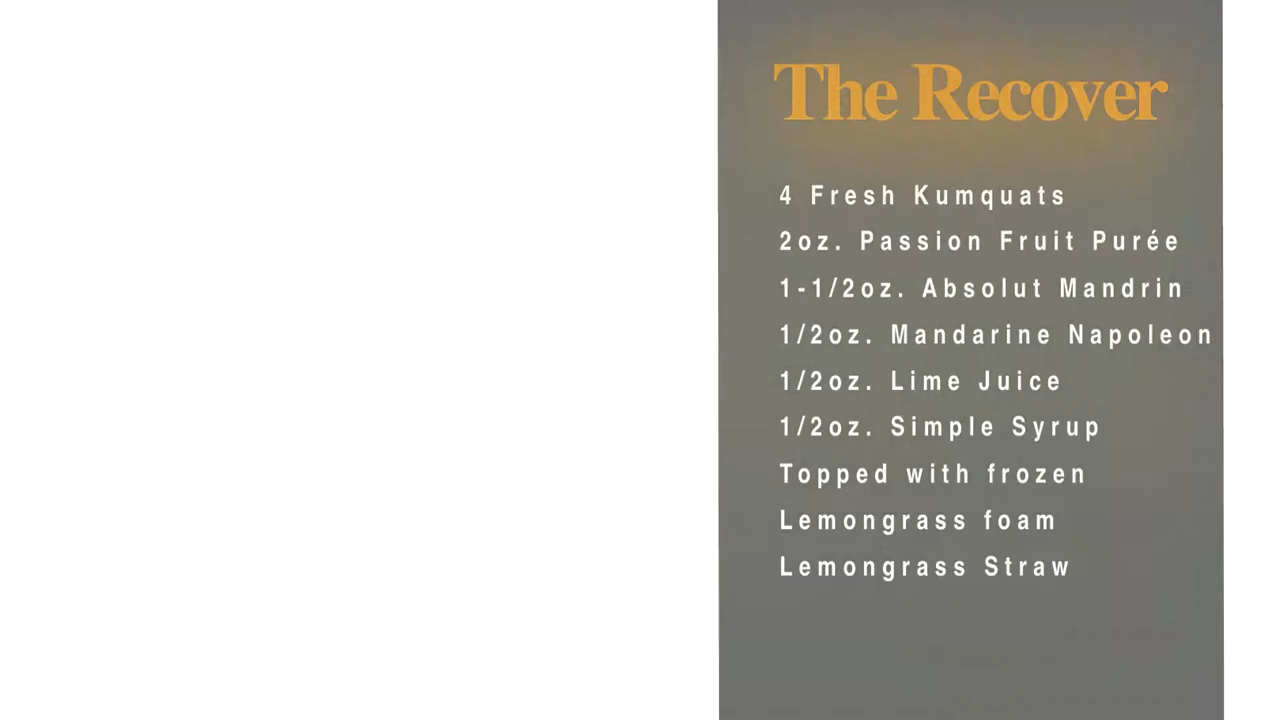 The Recover
4 Fresh Kumquats
2oz. Passion Fruit Purée
1-1/2oz. Absolut Mandrin
1/2oz. Mandarine Napoleon
1/2oz. Lime Juice
1/2oz. Simple Syrup
Topped with frozen
Lemongrass foam
Lemongrass Straw